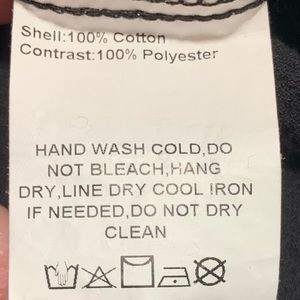 Shell:100% Cotton
Contrast:100% Polyester
HAND WASH COLD,DO
NOT BLEACH,HANG
DRY,LINE DRY COOL IRON
IF NEEDED,DO NOT DRY
CLEAN